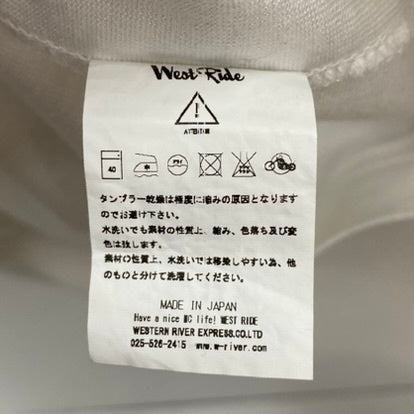 West Ride
ATTENTION
40
タンブラー乾燥は極度に縮みの原因となります
のでお避け下さい。
水洗いでも素材の性質上、縮み、色落ち及び変
色は致します。
素材の性質上、水洗いでは移染しやすい為、他
のものと分けて洗濯してください。
MADE IN JAPAN
Have a nice MC life! WEST RIDE
WESTERN RIVER EXPRESS.CO.LTD
025-526-2415 www.w-river.com